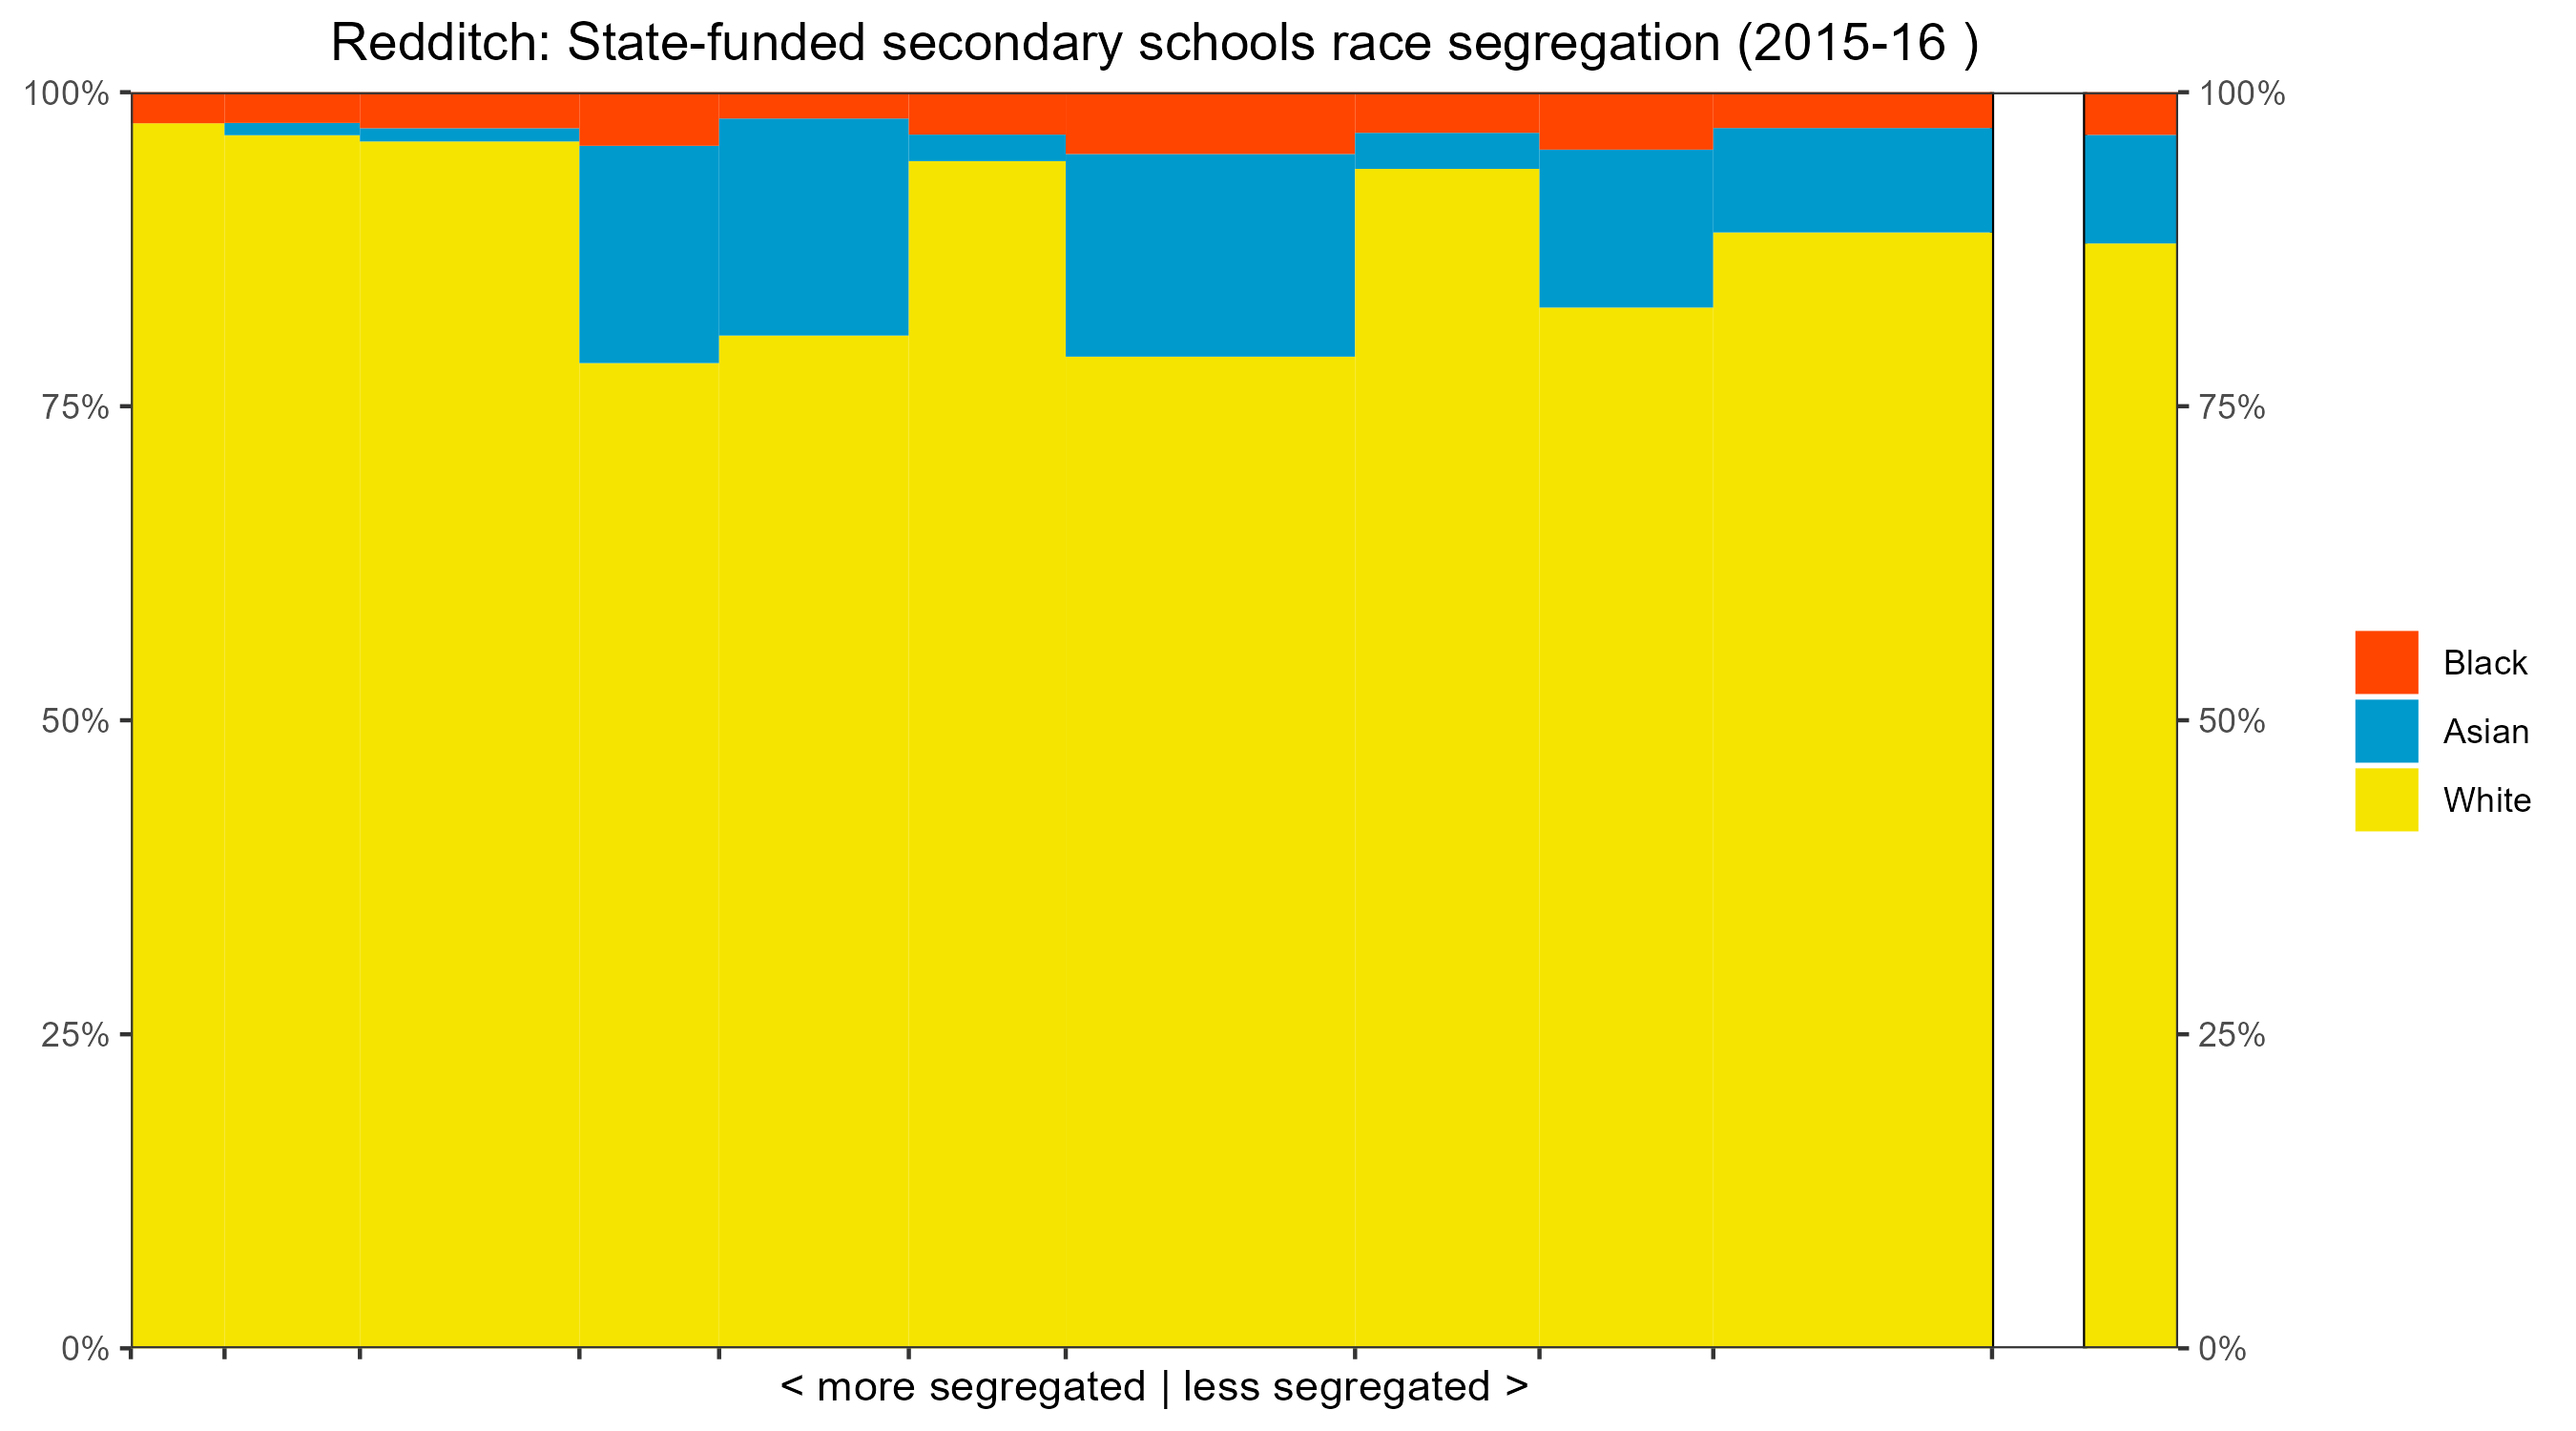 Redditch: State-funded secondary schools race segregation (2015-16 )
100%
75%
50%
25%
0%
100%
75%
50%
25%
0%
Black
Asian
White
< more segregated | less segregated >